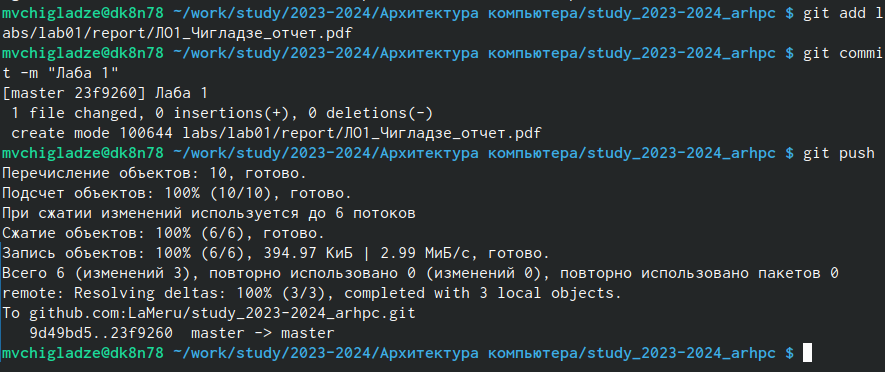 mvchigladze@dk8n78 ~/work/study/2023-2024/Архитектура компьютера/study_2023-2024_arhpc $ git add l
abs/lab01/report/ЛО1_Чигладзе_отчет.pdf
mvchigladze@dk8n78 ~/work/study/2023-2024/Архитектура компьютера/study_2023-2024_arhpc $ git commi
t -m "Лаба 1"
[master 23f9260] Лаба 1
 1 file changed, 0 insertions(+), 0 deletions(-)
 create mode 100644 labs/lab01/report/ЛО1_Чигладзе_отчет.pdf
mvchigladze@dk8n78 ~/work/study/2023-2024/Архитектура компьютера/study_2023-2024_arhpc $ git push
Перечисление объектов: 10, готово.
Подсчет объектов: 100% (10/10), готово.
При сжатии изменений используется до 6 потоков
Сжатие объектов: 100% (6/6), готово.
Запись объектов: 100% (6/6), 394.97 КиБ | 2.99 МиБ/с, готово.
Всего 6 (изменений 3), повторно использовано 0 (изменений 0), повторно использовано пакетов 0
remote: Resolving deltas: 100% (3/3), completed with 3 local objects.
To github.com:LaMeru/study_2023-2024_arhpc.git
   9d49bd5..23f9260  master -> master
mvchigladze@dk8n78 ~/work/study/2023-2024/Архитектура компьютера/study_2023-2024_arhpc $